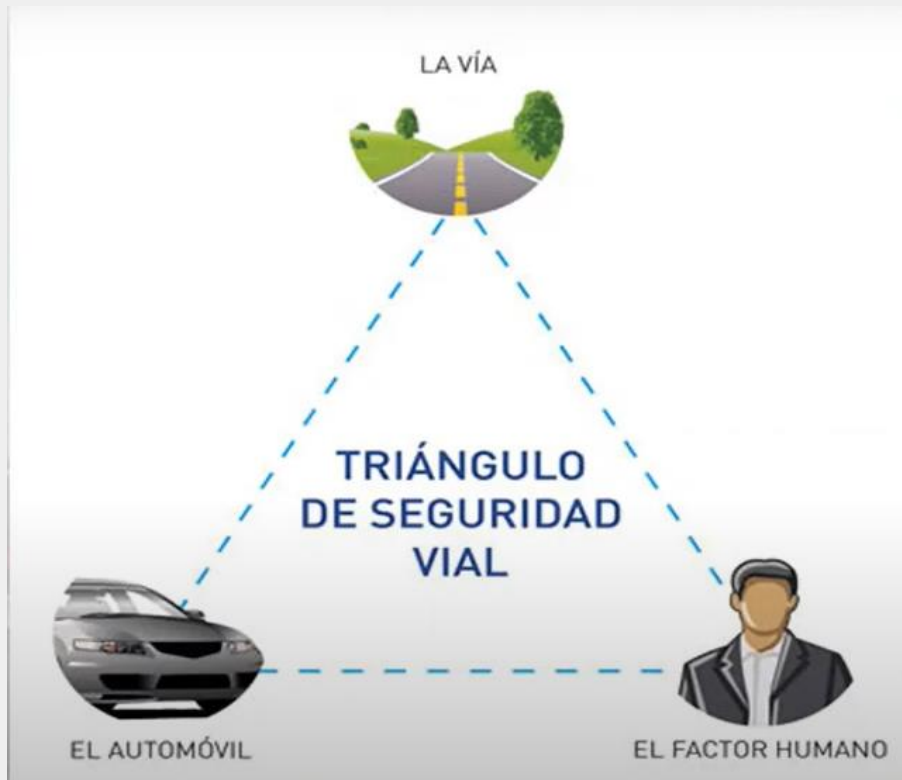 LA VÍA
TRIÁNGULO
DE SEGURIDAD
VIAL
EL AUTOMÓVIL
EL FACTOR HUMANO